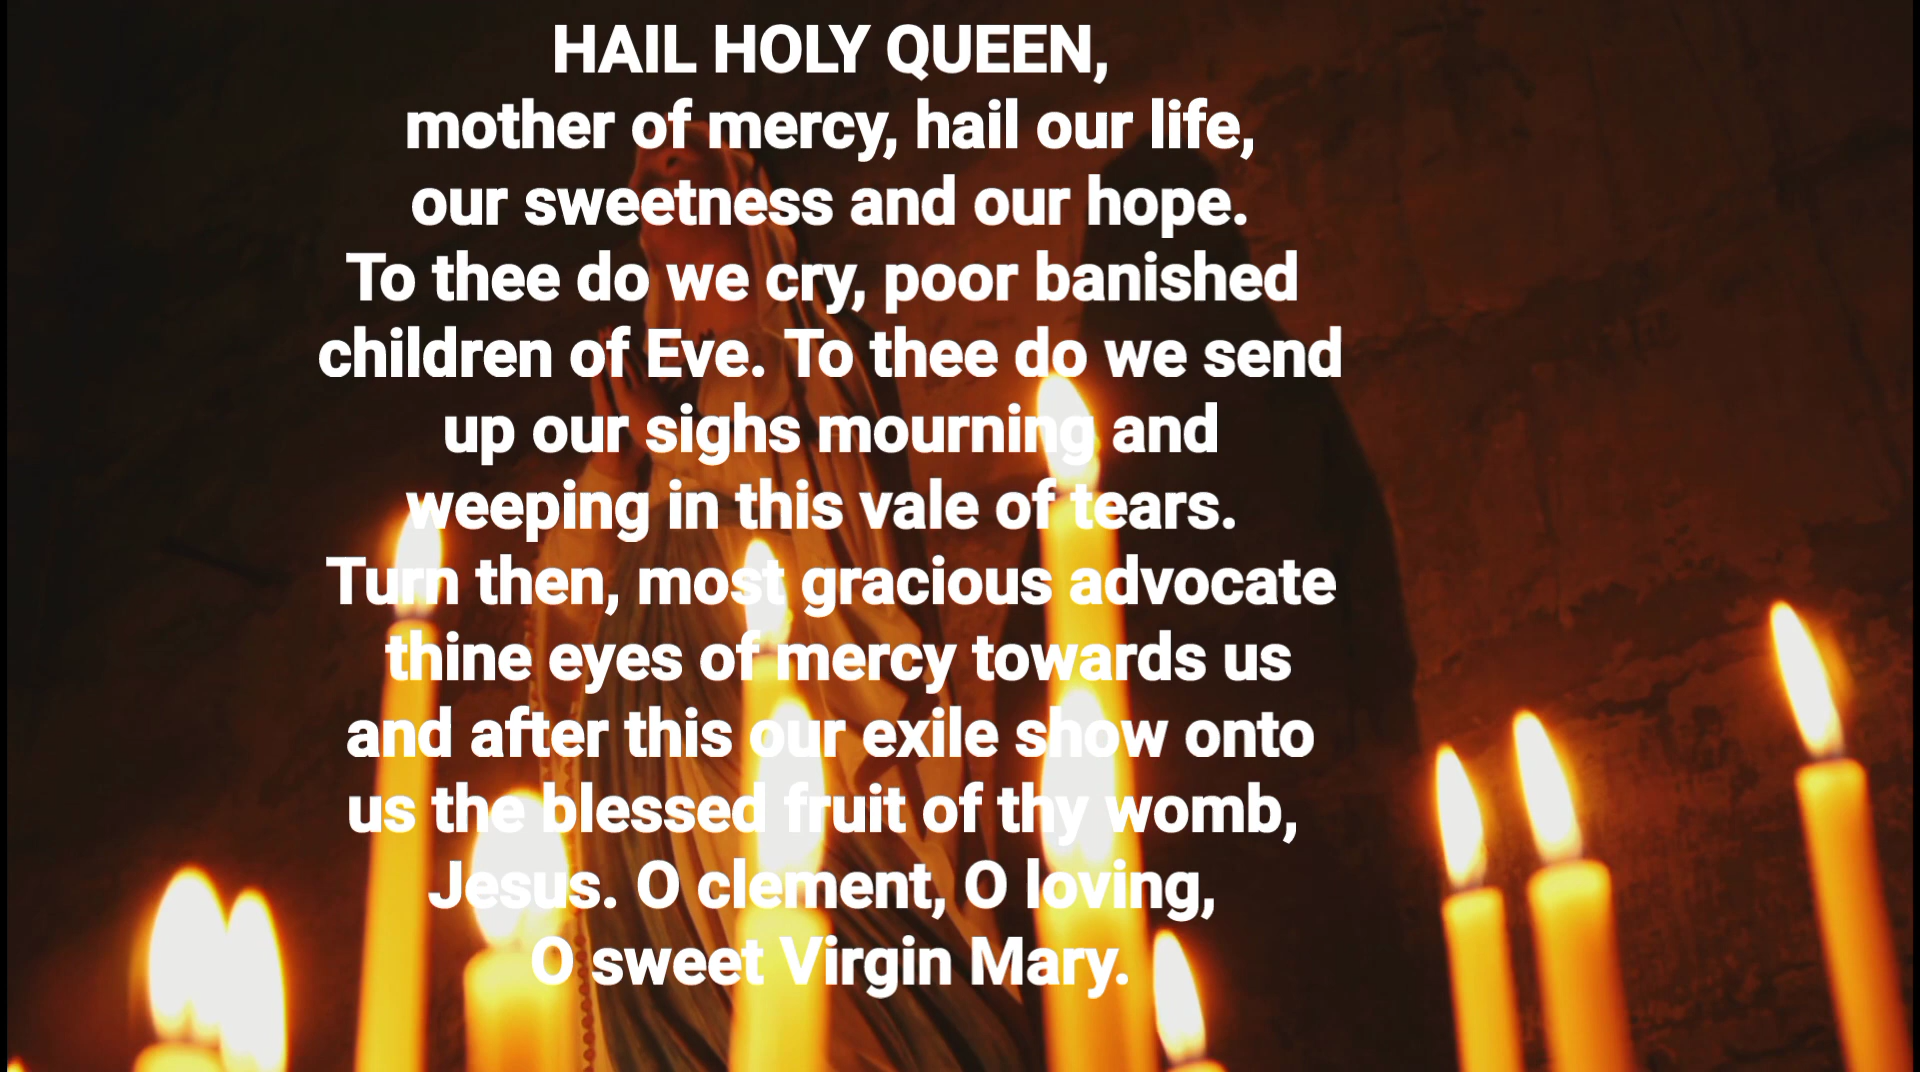 HAIL HOLY QUEEN,
mother of mercy, hail our life,
our sweetness and our hope.
To thee do we cry, poor banished
children of Eve. To thee do we send
up our sighs mourning and
weeping in this vale of tears.
Turn then, most gracious advocate
thine eyes of mercy towards us
and after this our exile show onto
us the blessed fruit of thy womb,
Jesus. O clement, O loving,
O sweet Virgin Mary.